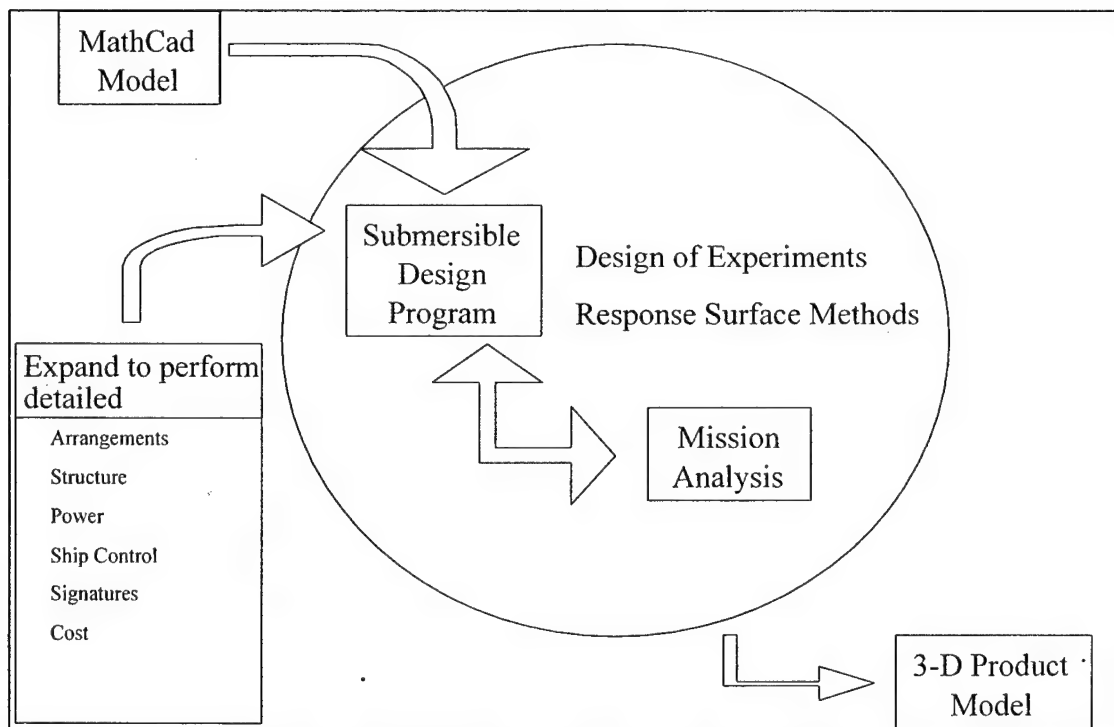 MathCad
Model
Submersible
Design
Program
Design of Experiments
Response Surface Methods
Expand to perform
detailed
Arrangements
Structure
Power
Ship Control
Signatures
Cost
Mission
Analysis
3-D Product
Model